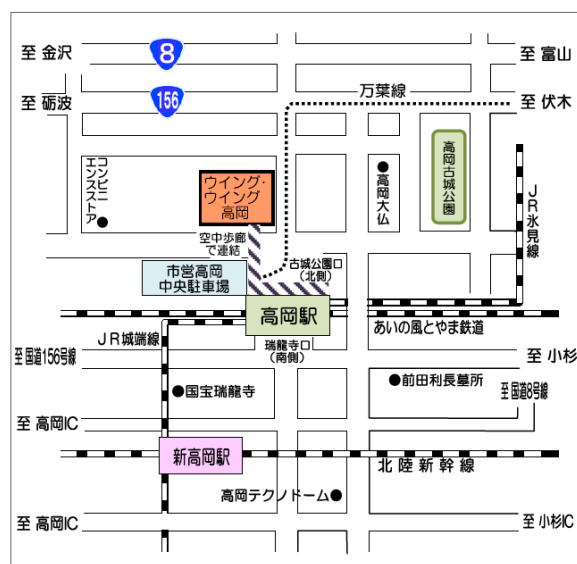 至 金沢
8
至 富山
至 砺波
156
万葉線
至 伏木
コンビニ
エンスストア
ウイング・
ウイング
高岡
高岡大仏
高岡古城公園
JR氷見線
空中歩廊
で連結
古城公園口
(北側)
市営高岡
中央駐車場
高岡駅
あいの風とやま鉄道
JR城端線
瑞龍寺口
(南側)
至 国道156号線
至 小杉
国宝瑞龍寺
前田利長墓所
至 国道8号線
至 高岡IC
新高岡駅
北陸新幹線
高岡テクノドーム
至 高岡IC
至 小杉IC